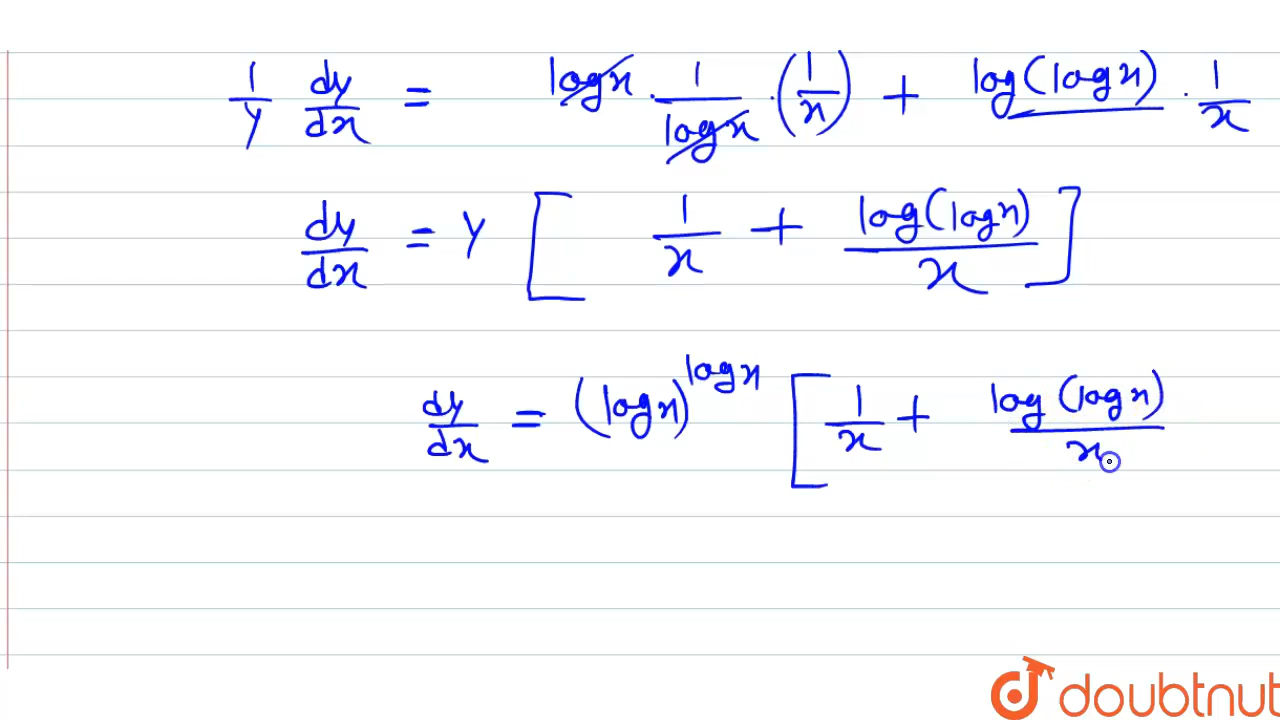 1/y dy/dx = log x · 1/log x · (1/x) + log(log x) · 1/x
dy/dx = y [ 1/x + log(log x)/x ]
dy/dx = (log x)^log x [ 1/x + log(log x)/x
doubtnut